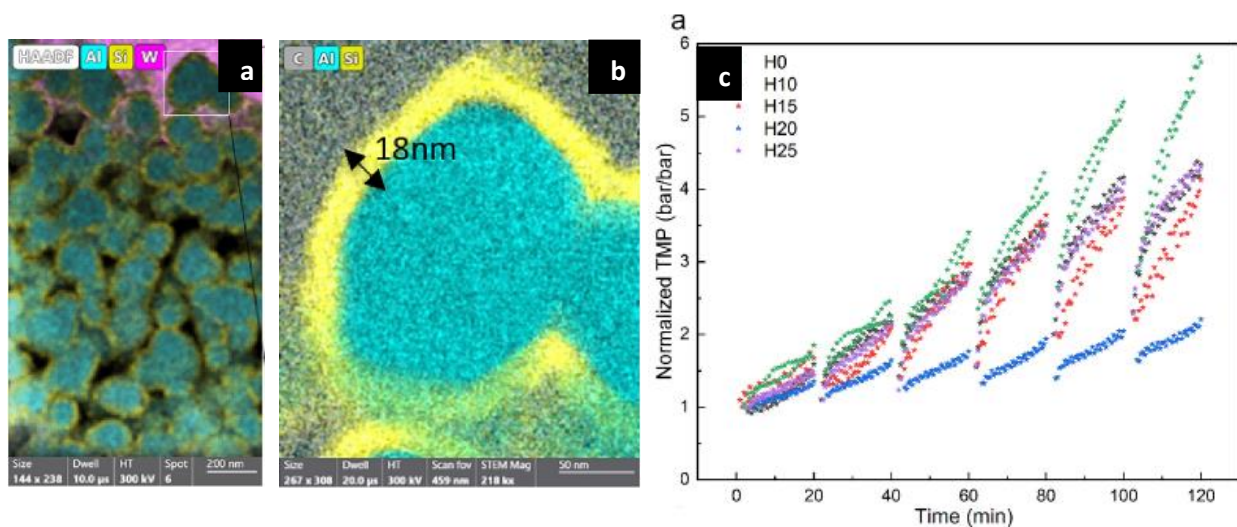 HAADF Al Si W a
Size Dwell HT Spot 200 nm
144 x 238 10.0 µs 300 kV 6
C Al Si b
18nm
Size Dwell HT Scan fov STEM Mag 50 nm
267 x 308 20.0 µs 300 kV 459 nm 218 kx
a
c
H0
H10
H15
H20
H25
Normalized TMP (bar/bar)
6
5
4
3
2
1
0
0 20 40 60 80 100 120
Time (min)